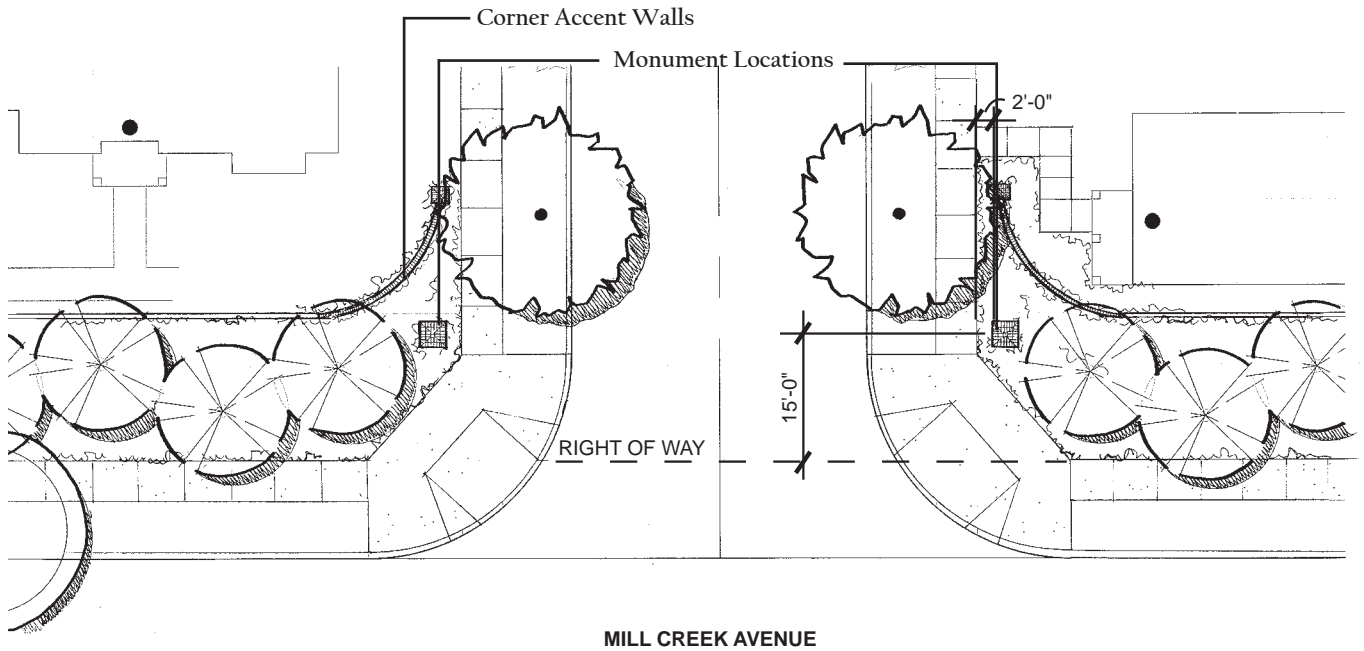 Corner Accent Walls
Monument Locations
2'-0"
15'-0"
RIGHT OF WAY
MILL CREEK AVENUE